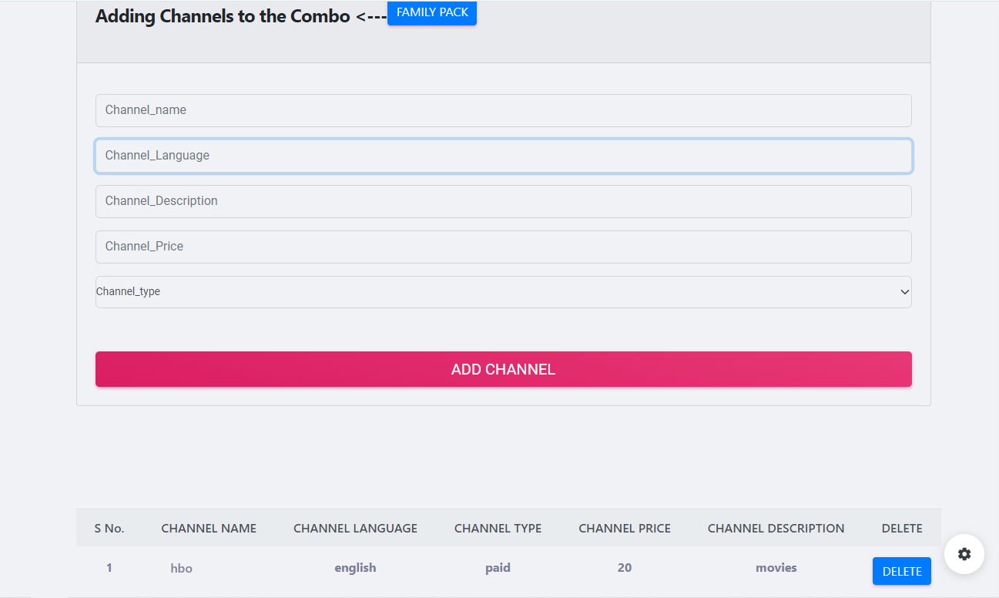 Adding Channels to the Combo <--- FAMILY PACK
Channel_name
Channel_Language
Channel_Description
Channel_Price
Channel_type
ADD CHANNEL
S No. CHANNEL NAME CHANNEL LANGUAGE CHANNEL TYPE CHANNEL PRICE CHANNEL DESCRIPTION DELETE
1 hbo english paid 20 movies DELETE